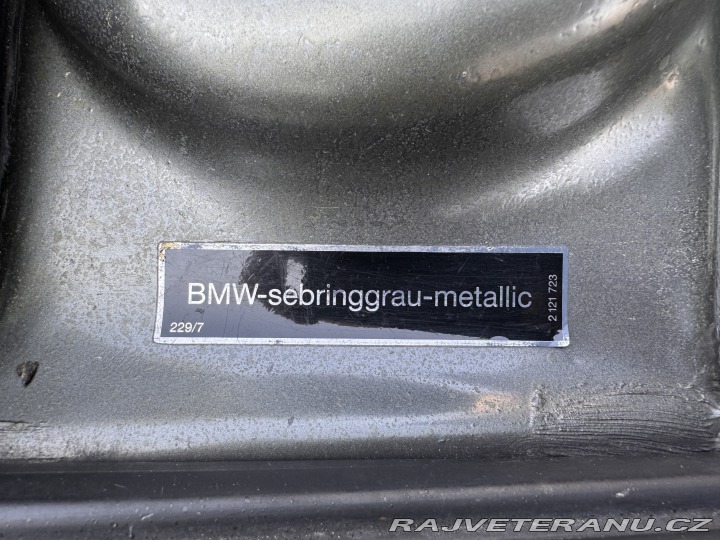 BMW-sebringgrau-metallic
229/7
2 121 723
RAJVETERANU.CZ